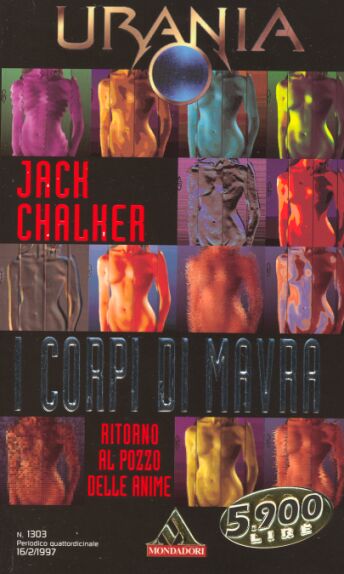 URANIA
JACK
CHALKER
I CORPI DI MAVRA
RITORNO
AL POZZO
DELLE ANIME
N. 1303
Periodico quattordicinale
16/2/1997
MONDADORI
5.900
LIRE